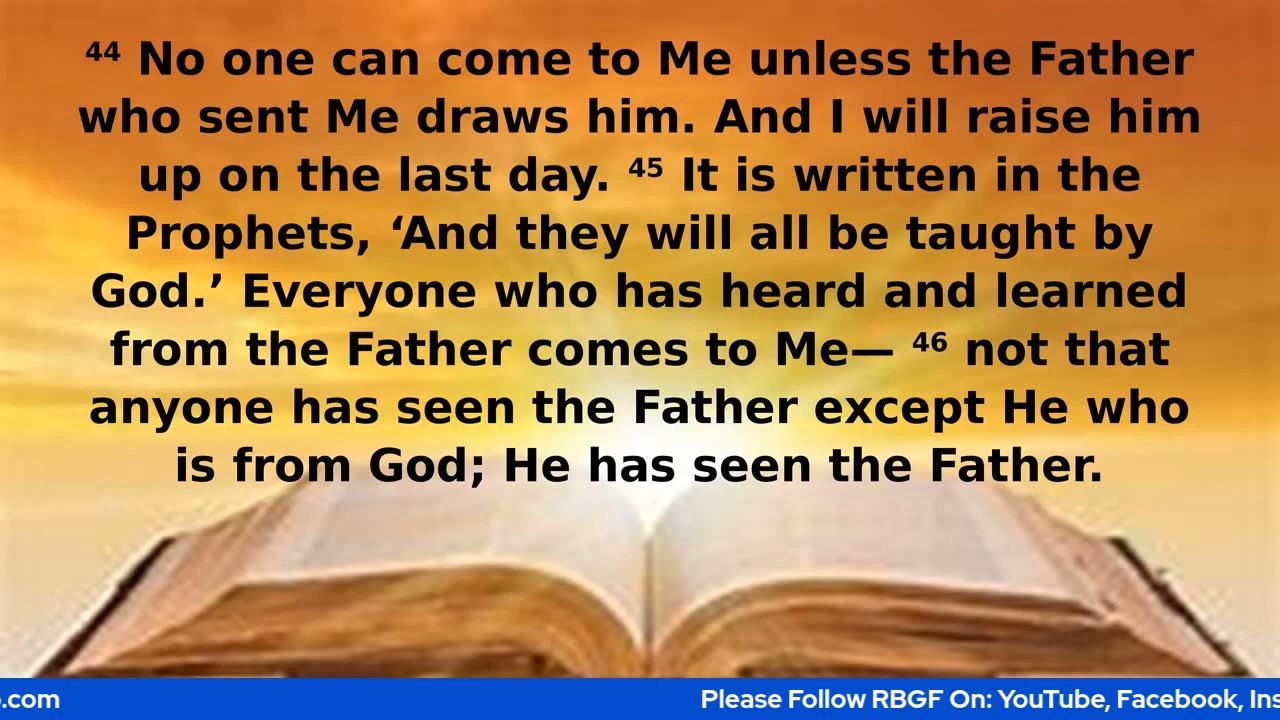 ⁴⁴ No one can come to Me unless the Father
who sent Me draws him. And I will raise him
up on the last day. ⁴⁵ It is written in the
Prophets, ‘And they will all be taught by
God.’ Everyone who has heard and learned
from the Father comes to Me— ⁴⁶ not that
anyone has seen the Father except He who
is from God; He has seen the Father.
.com Please Follow RBGF On: YouTube, Facebook,